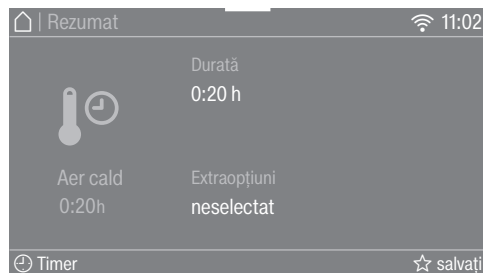 | Rezumat
11:02
Durată
0:20 h
Aer cald
0:20h
Extraopțiuni
neselectat
Timer
salvați